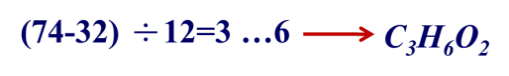 (74-32) ÷12=3 …6 ⟶ C₃H₆O₂